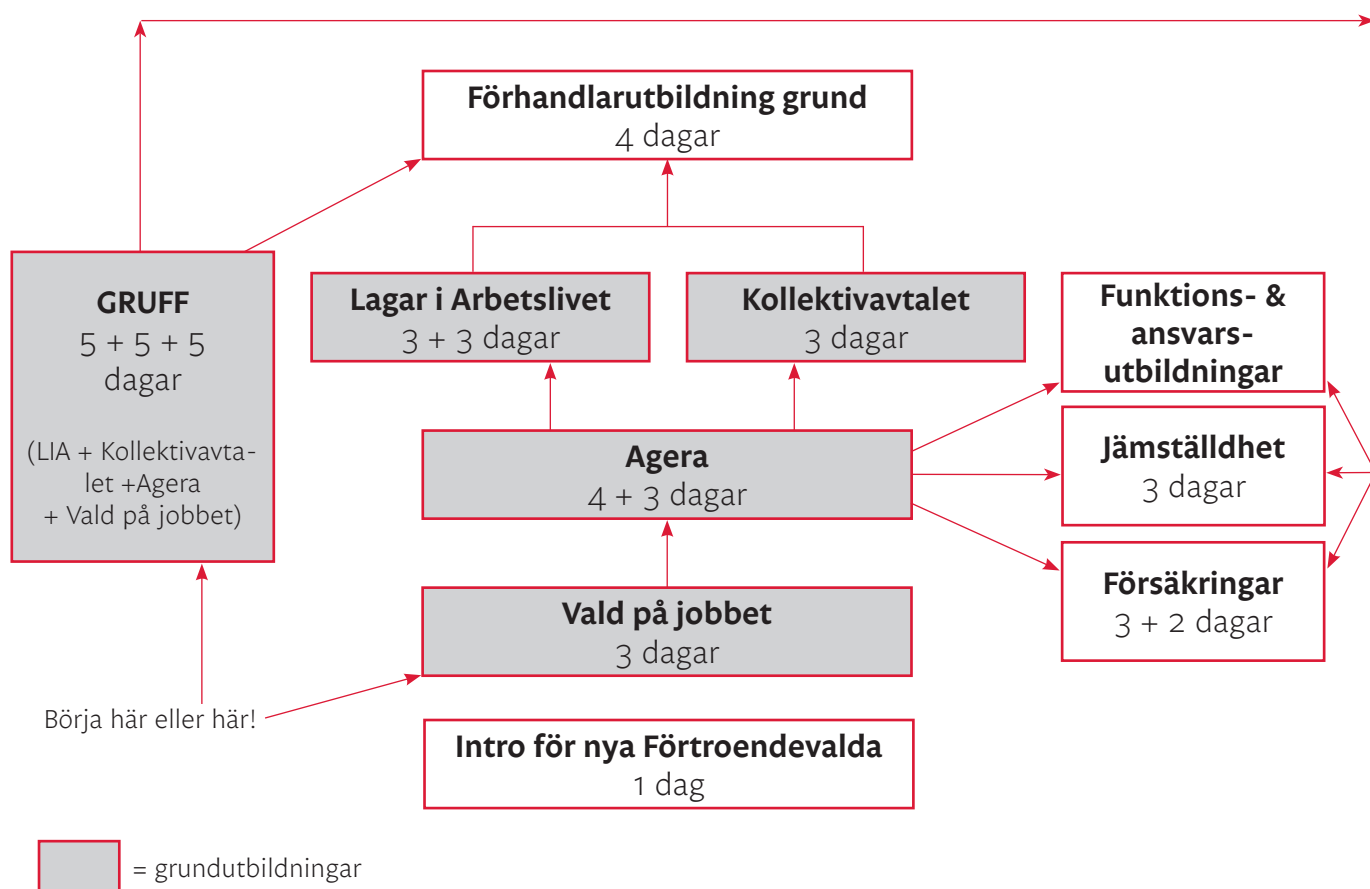 Förhandlarutbildning grund
4 dagar
GRUFF
5 + 5 + 5
dagar
(LIA + Kollektivavta-
let +Agera
+ Vald på jobbet)
Lagar i Arbetslivet
3 + 3 dagar
Kollektivavtalet
3 dagar
Funktions- &
ansvars-
utbildningar
Agera
4 + 3 dagar
Jämställdhet
3 dagar
Försäkringar
3 + 2 dagar
Vald på jobbet
3 dagar
Börja här eller här!
Intro för nya Förtroendevalda
1 dag
= grundutbildningar